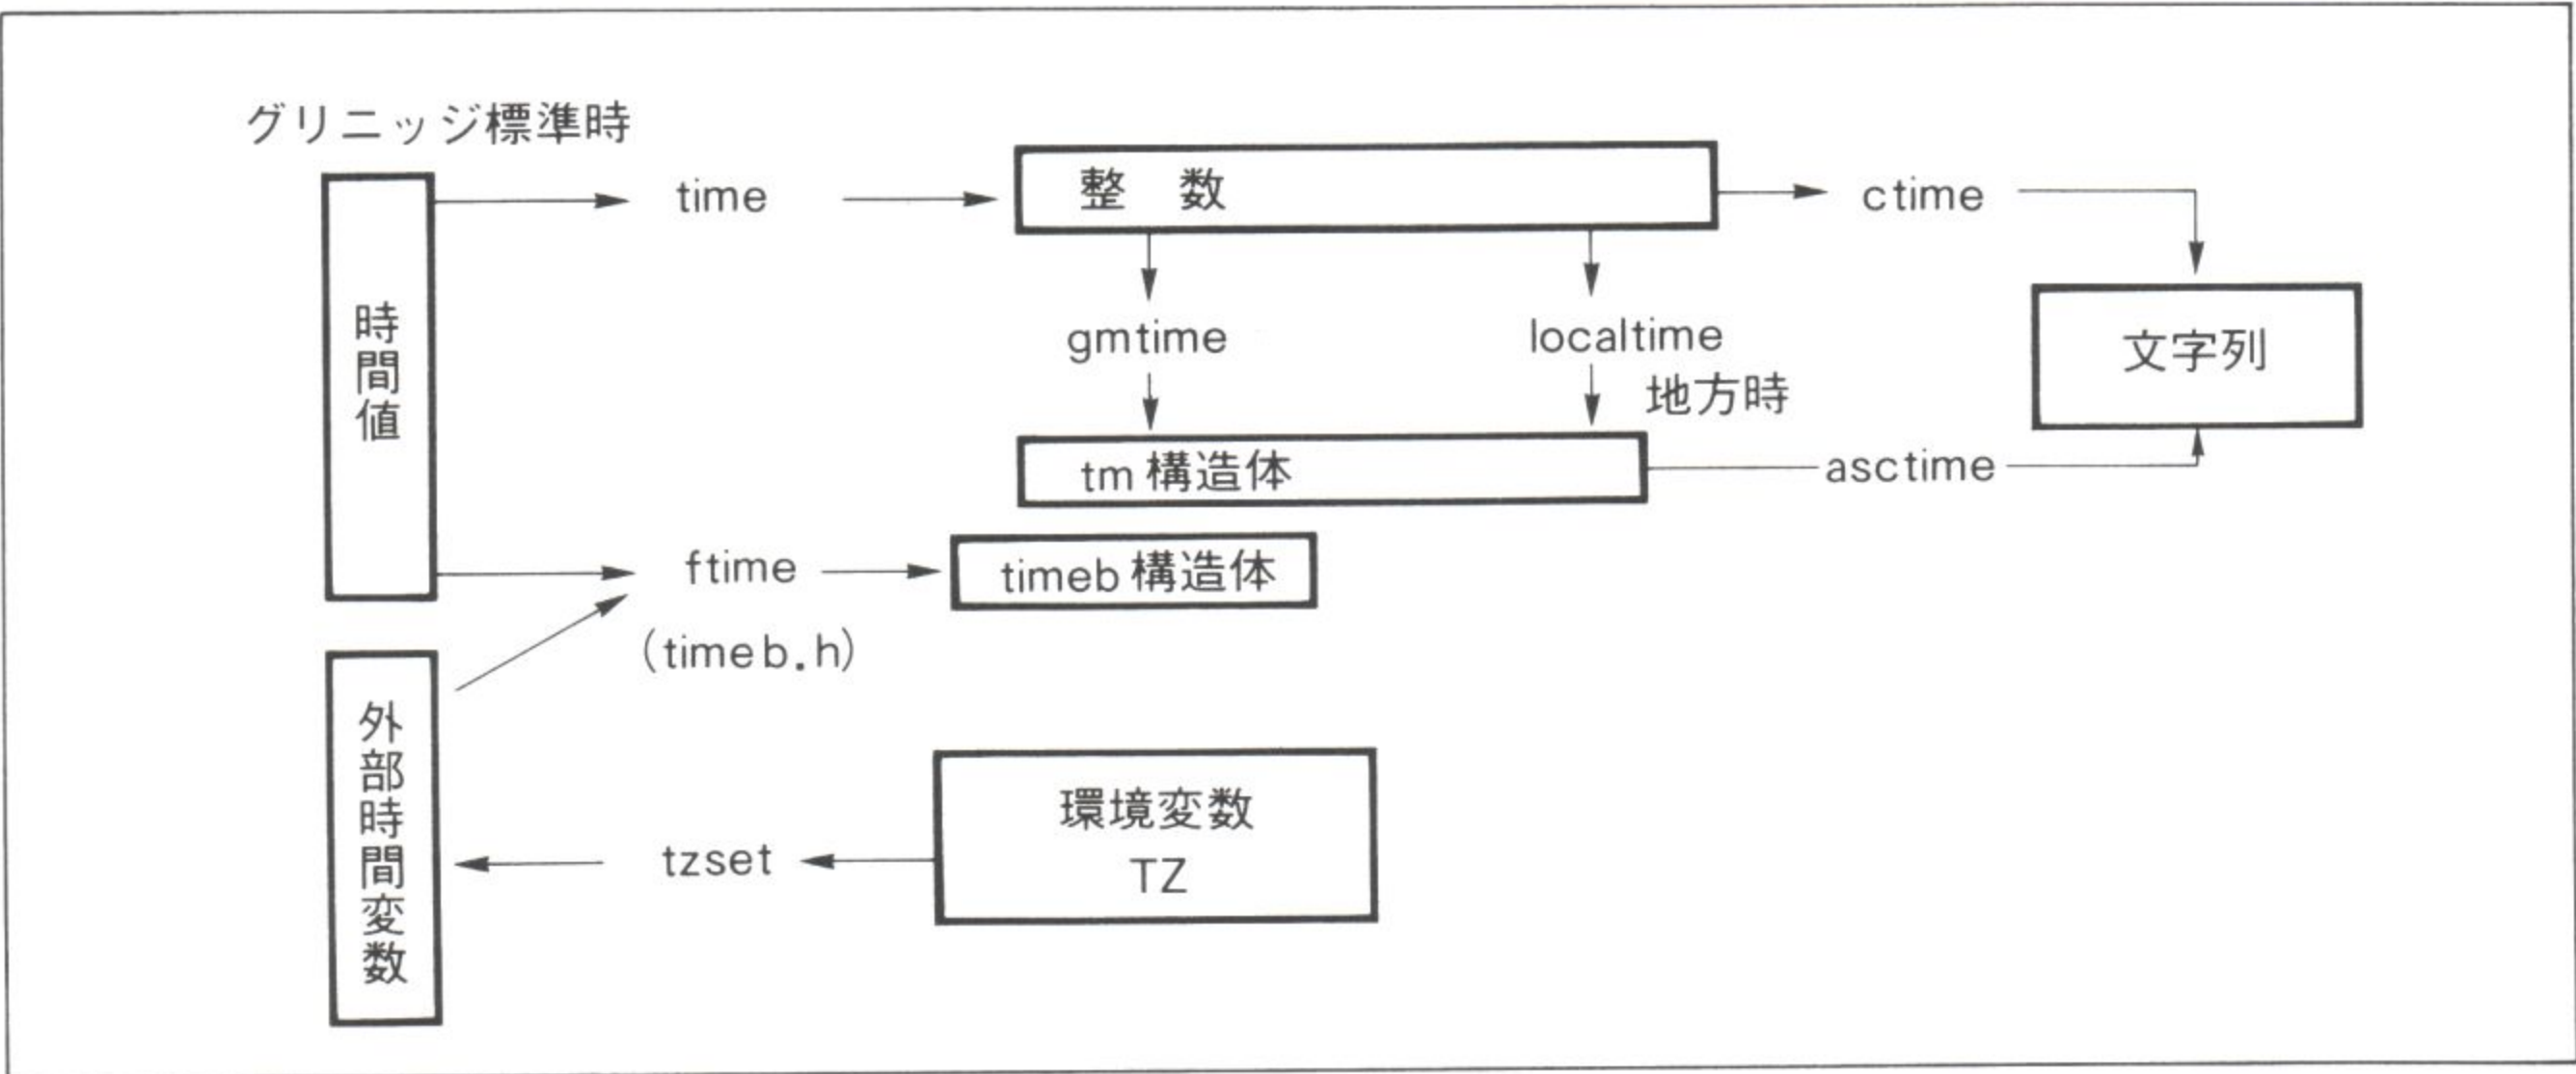 グリニッジ標準時
時間値
time
整 数
ctime
gmtime
localtime
地方時
文字列
tm 構造体
asctime
ftime
timeb 構造体
(timeb.h)
外部時間変数
tzset
環境変数
TZ